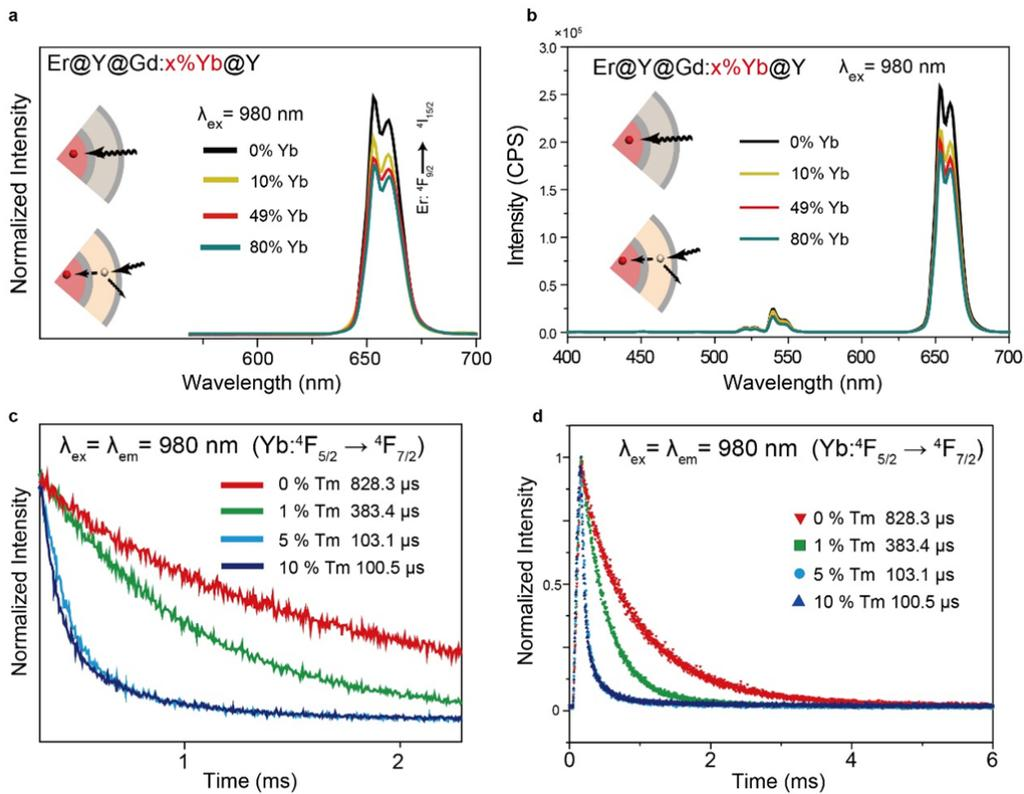 a
Er@Y@Gd:x%Yb@Y
λex= 980 nm
0% Yb
10% Yb
49% Yb
80% Yb
Er: ⁴F9/2 → ⁴I15/2
Normalized Intensity
600 650 700
Wavelength (nm)
b
×10⁵
Er@Y@Gd:x%Yb@Y λex= 980 nm
0% Yb
10% Yb
49% Yb
80% Yb
Intensity (CPS)
3.0
2.5
2.0
1.5
1.0
0.5
0.0
400 450 500 550 600 650 700
Wavelength (nm)
c
λex= λem= 980 nm (Yb:⁴F5/2 → ⁴F7/2)
0 % Tm 828.3 µs
1 % Tm 383.4 µs
5 % Tm 103.1 µs
10 % Tm 100.5 µs
Normalized Intensity
1 2
Time (ms)
d
λex= λem= 980 nm (Yb:⁴F5/2 → ⁴F7/2)
0 % Tm 828.3 µs
1 % Tm 383.4 µs
5 % Tm 103.1 µs
10 % Tm 100.5 µs
Normalized Intensity
1
0.5
0
0 2 4 6
Time (ms)